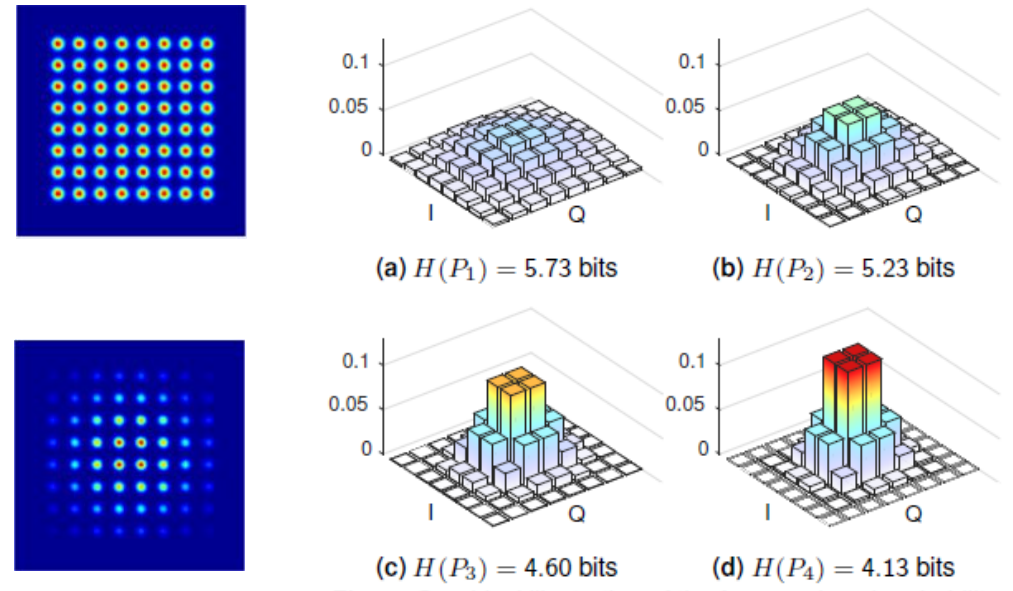 0.1
0.05
0
I
Q
(a) H(P₁) = 5.73 bits
0.1
0.05
0
I
Q
(b) H(P₂) = 5.23 bits
0.1
0.05
0
I
Q
(c) H(P₃) = 4.60 bits
0.1
0.05
0
I
Q
(d) H(P₄) = 4.13 bits